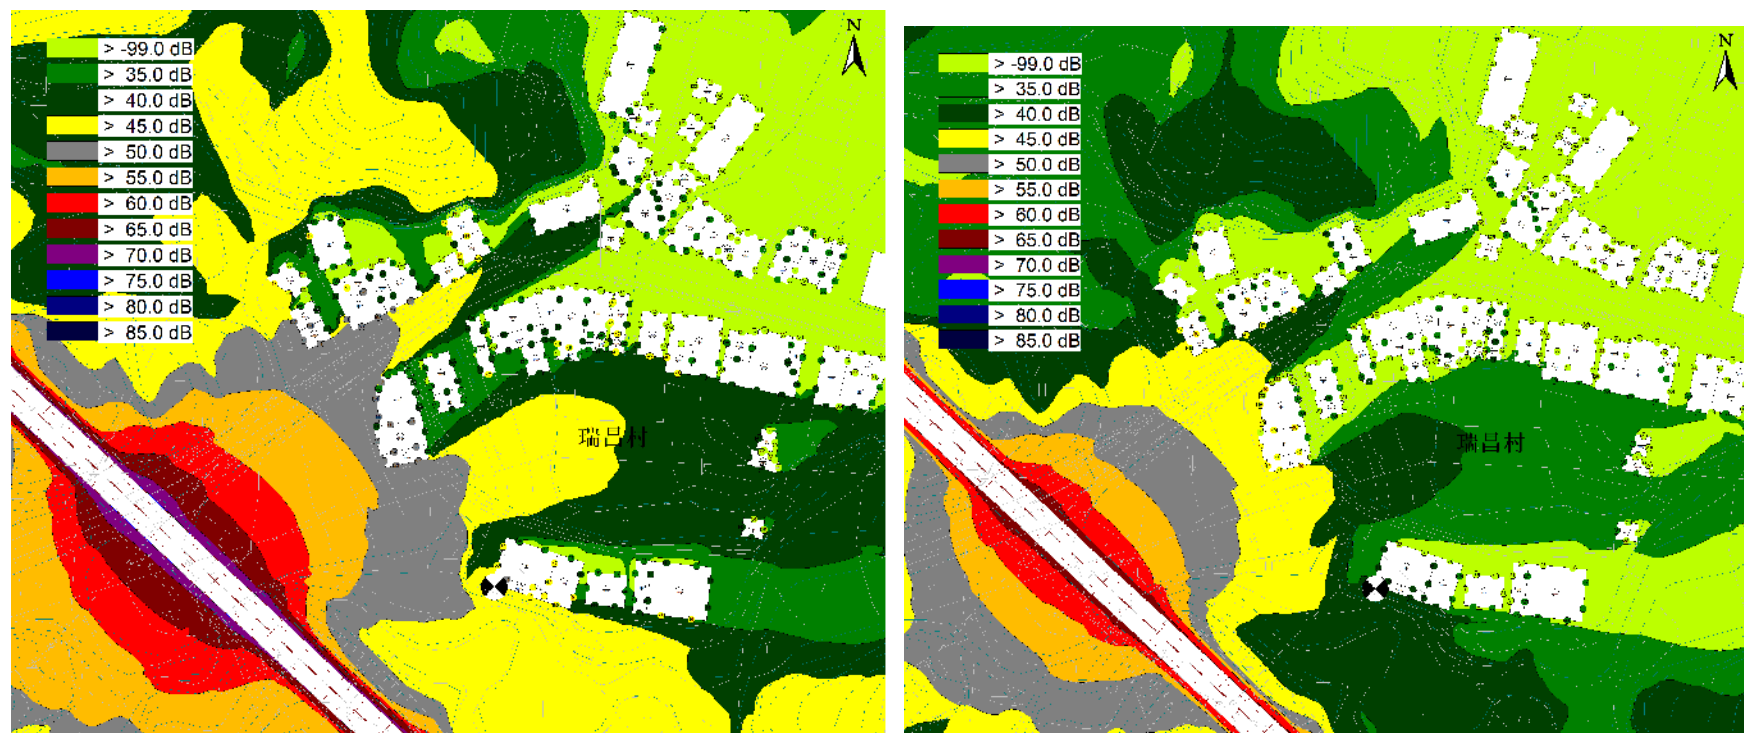 N
> -99.0 dB
> 35.0 dB
> 40.0 dB
> 45.0 dB
> 50.0 dB
> 55.0 dB
> 60.0 dB
> 65.0 dB
> 70.0 dB
> 75.0 dB
> 80.0 dB
> 85.0 dB
瑞吕村
N
> -99.0 dB
> 35.0 dB
> 40.0 dB
> 45.0 dB
> 50.0 dB
> 55.0 dB
> 60.0 dB
> 65.0 dB
> 70.0 dB
> 75.0 dB
> 80.0 dB
> 85.0 dB
瑞吕村